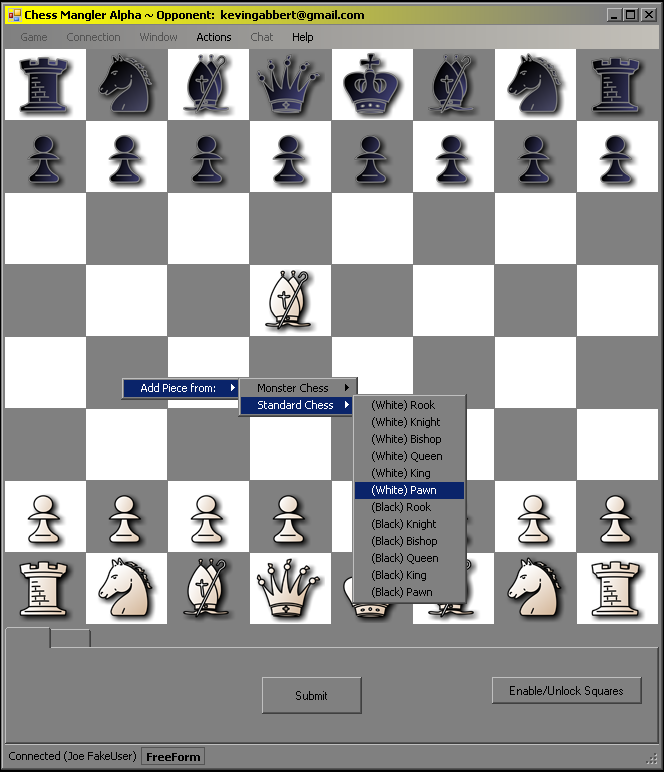 Chess Mangler Alpha ~ Opponent: kevingabbert@gmail.com
Game Connection Window Actions Chat Help
Add Piece from:
Monster Chess
Standard Chess
(White) Rook
(White) Knight
(White) Bishop
(White) Queen
(White) King
(White) Pawn
(Black) Rook
(Black) Knight
(Black) Bishop
(Black) Queen
(Black) King
(Black) Pawn
Submit
Enable/Unlock Squares
Connected (Joe FakeUser) FreeForm